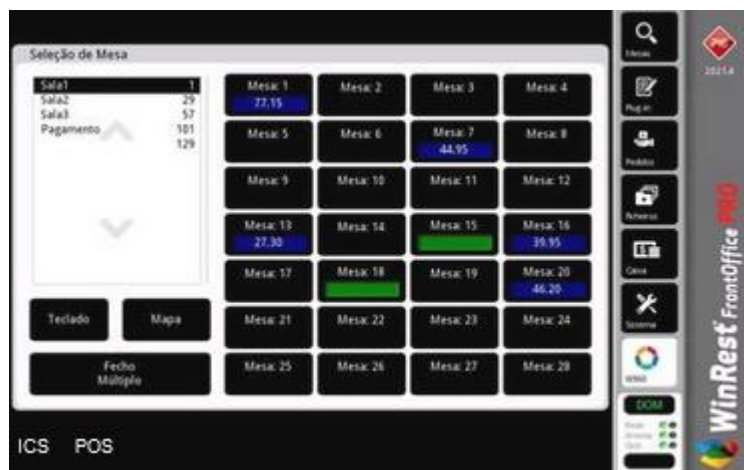 Seleção de Mesa
Sala1 1
Sala2 29
Sala3 57
Pagamento 101
129
Mesa: 1
77.15
Mesa: 2
Mesa: 3
Mesa: 4
Mesa: 5
Mesa: 6
Mesa: 7
44.95
Mesa: 8
Mesa: 9
Mesa: 10
Mesa: 11
Mesa: 12
Mesa: 13
27.30
Mesa: 14
Mesa: 15
Mesa: 16
39.95
Mesa: 17
Mesa: 18
Mesa: 19
Mesa: 20
46.20
Mesa: 21
Mesa: 22
Mesa: 23
Mesa: 24
Mesa: 25
Mesa: 26
Mesa: 27
Mesa: 28
Teclado
Mapa
Fecho
Múltiplo
ICS POS
Mesas
Plug-in
Pedidos
Ficheiros
Caixa
Sistema
DOM
WinRest FrontOffice PRO